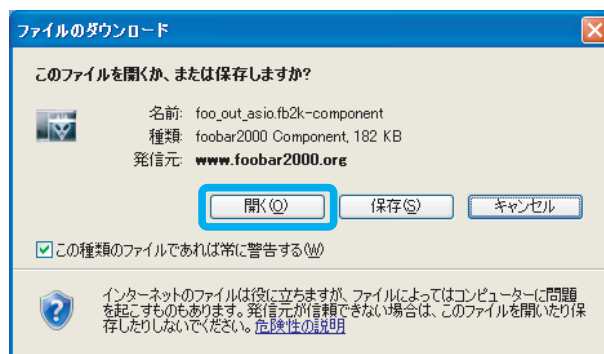 ファイルのダウンロード
このファイルを開くか、または保存しますか?
名前: foo_out_asio.fb2k-component
種類: foobar2000 Component, 182 KB
発信元: www.foobar2000.org
開く(O) 保存(S) キャンセル
この種類のファイルであれば常に警告する(W)
インターネットのファイルは役に立ちますが、ファイルによってはコンピューターに問題
を起こすものもあります。発信元が信頼できない場合は、このファイルを開いたり保
存したりしないでください。危険性の説明